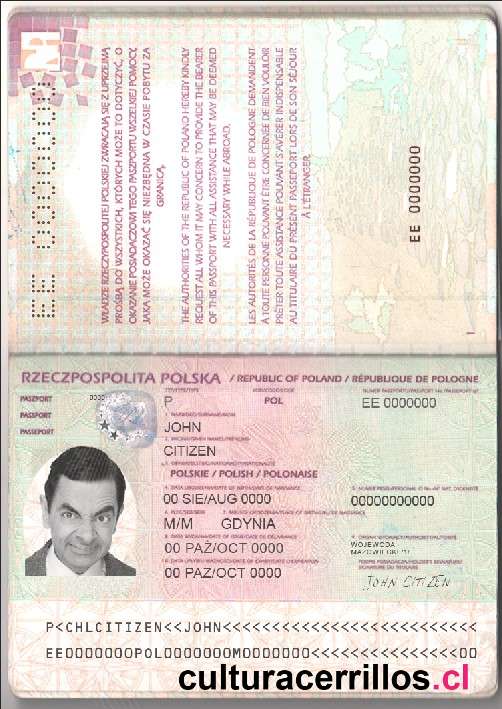 EE 0000000
WŁADZE RZECZYPOSPOLITEJ POLSKIEJ ZWRACAJĄ SIĘ Z UPRZEJMĄ
PROŚBĄ DO WSZYSTKICH, KTÓRYCH MOŻE TO DOTYCZYĆ, O
OKAZANIE POSIADACZOWI TEGO PASZPORTU WSZELKIEJ POMOCY,
JAKA MOŻE OKAZAĆ SIĘ NIEZBĘDNA W CZASIE POBYTU ZA
GRANICĄ.
THE AUTHORITIES OF THE REPUBLIC OF POLAND HEREBY KINDLY
REQUEST ALL WHOM IT MAY CONCERN TO PROVIDE THE BEARER
OF THIS PASSPORT WITH ALL ASSISTANCE THAT MAY BE DEEMED
NECESSARY WHILE ABROAD.
LES AUTORITÉS DE LA RÉPUBLIQUE DE POLOGNE DEMANDENT
À TOUTE PERSONNE POUVANT ÊTRE CONCERNÉE DE BIEN VOULOIR
PRÊTER TOUTE ASSISTANCE POUVANT S'AVÉRER INDISPENSABLE
AU TITULAIRE DU PRÉSENT PASSEPORT LORS DE SON SÉJOUR
À L'ÉTRANGER.
EE 0000000
1
RZECZPOSPOLITA POLSKA / REPUBLIC OF POLAND / RÉPUBLIQUE DE POLOGNE
PASZPORT
PASSPORT
PASSEPORT
P
POL
EE 0000000
JOHN
CITIZEN
POLSKIE / POLISH / POLONAISE
00 SIE/AUG 0000
00000000000
M/M GDYNIA
00 PAŹ/OCT 0000
WOJEWODA
00 PAZ/OCT 0000
JOHN CITIZEN
P<CHLCITIZEN<<JOHN<<<<<<<<<<<<<<<<<<<<<<<<<<
culturacerrillos.cl